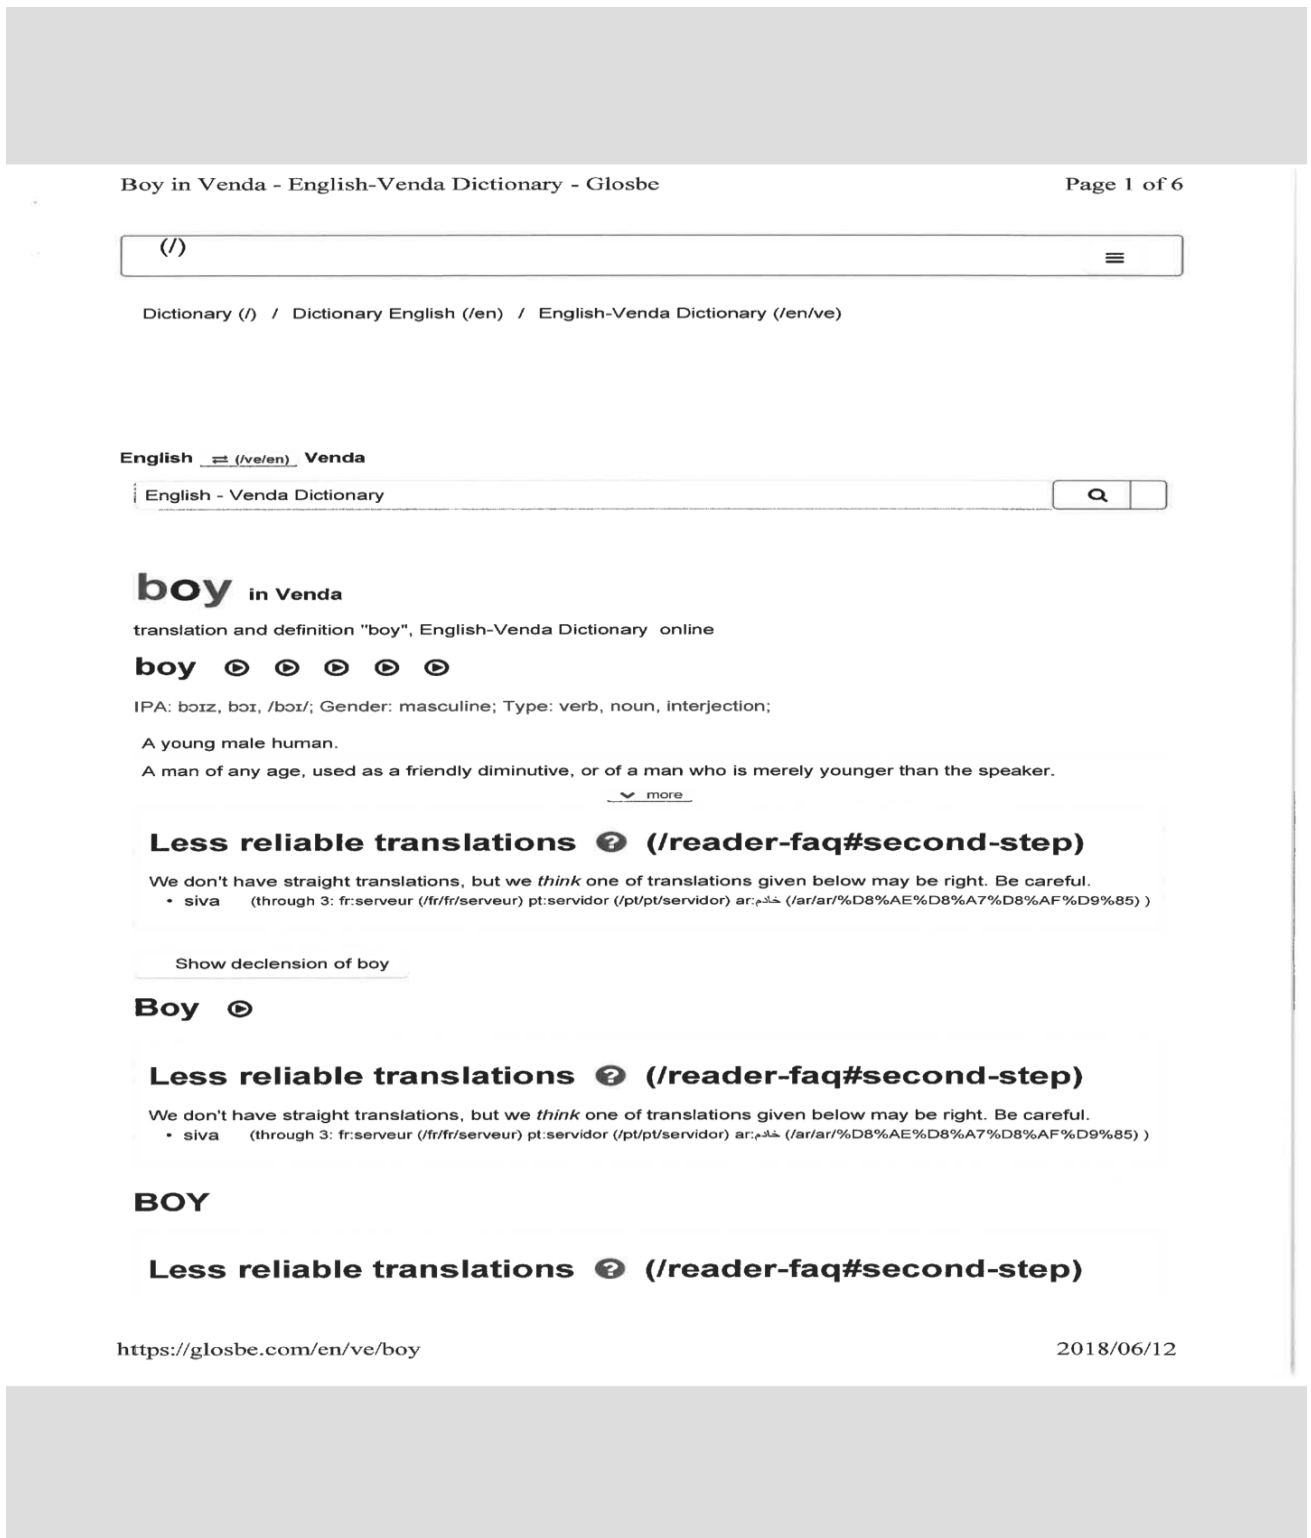 Boy in Venda - English-Venda Dictionary - Glosbe Page 1 of 6
(/)
Dictionary (/) / Dictionary English (/en) / English-Venda Dictionary (/en/ve)
English ⇌ (/ve/en) Venda
English - Venda Dictionary
boy in Venda
translation and definition "boy", English-Venda Dictionary online
boy
IPA: bɔɪz, bɔɪ, /bɔɪ/; Gender: masculine; Type: verb, noun, interjection;
A young male human.
A man of any age, used as a friendly diminutive, or of a man who is merely younger than the speaker.
more
Less reliable translations ? (/reader-faq#second-step)
We don't have straight translations, but we think one of translations given below may be right. Be careful.
• siva (through 3: fr:serveur (/fr/fr/serveur) pt:servidor (/pt/pt/servidor) ar:خادم (/ar/ar/%D8%AE%D8%A7%D8%AF%D9%85) )
Show declension of boy
Boy
Less reliable translations ? (/reader-faq#second-step)
We don't have straight translations, but we think one of translations given below may be right. Be careful.
• siva (through 3: fr:serveur (/fr/fr/serveur) pt:servidor (/pt/pt/servidor) ar:خادم (/ar/ar/%D8%AE%D8%A7%D8%AF%D9%85) )
BOY
Less reliable translations ? (/reader-faq#second-step)
https://glosbe.com/en/ve/boy 2018/06/12